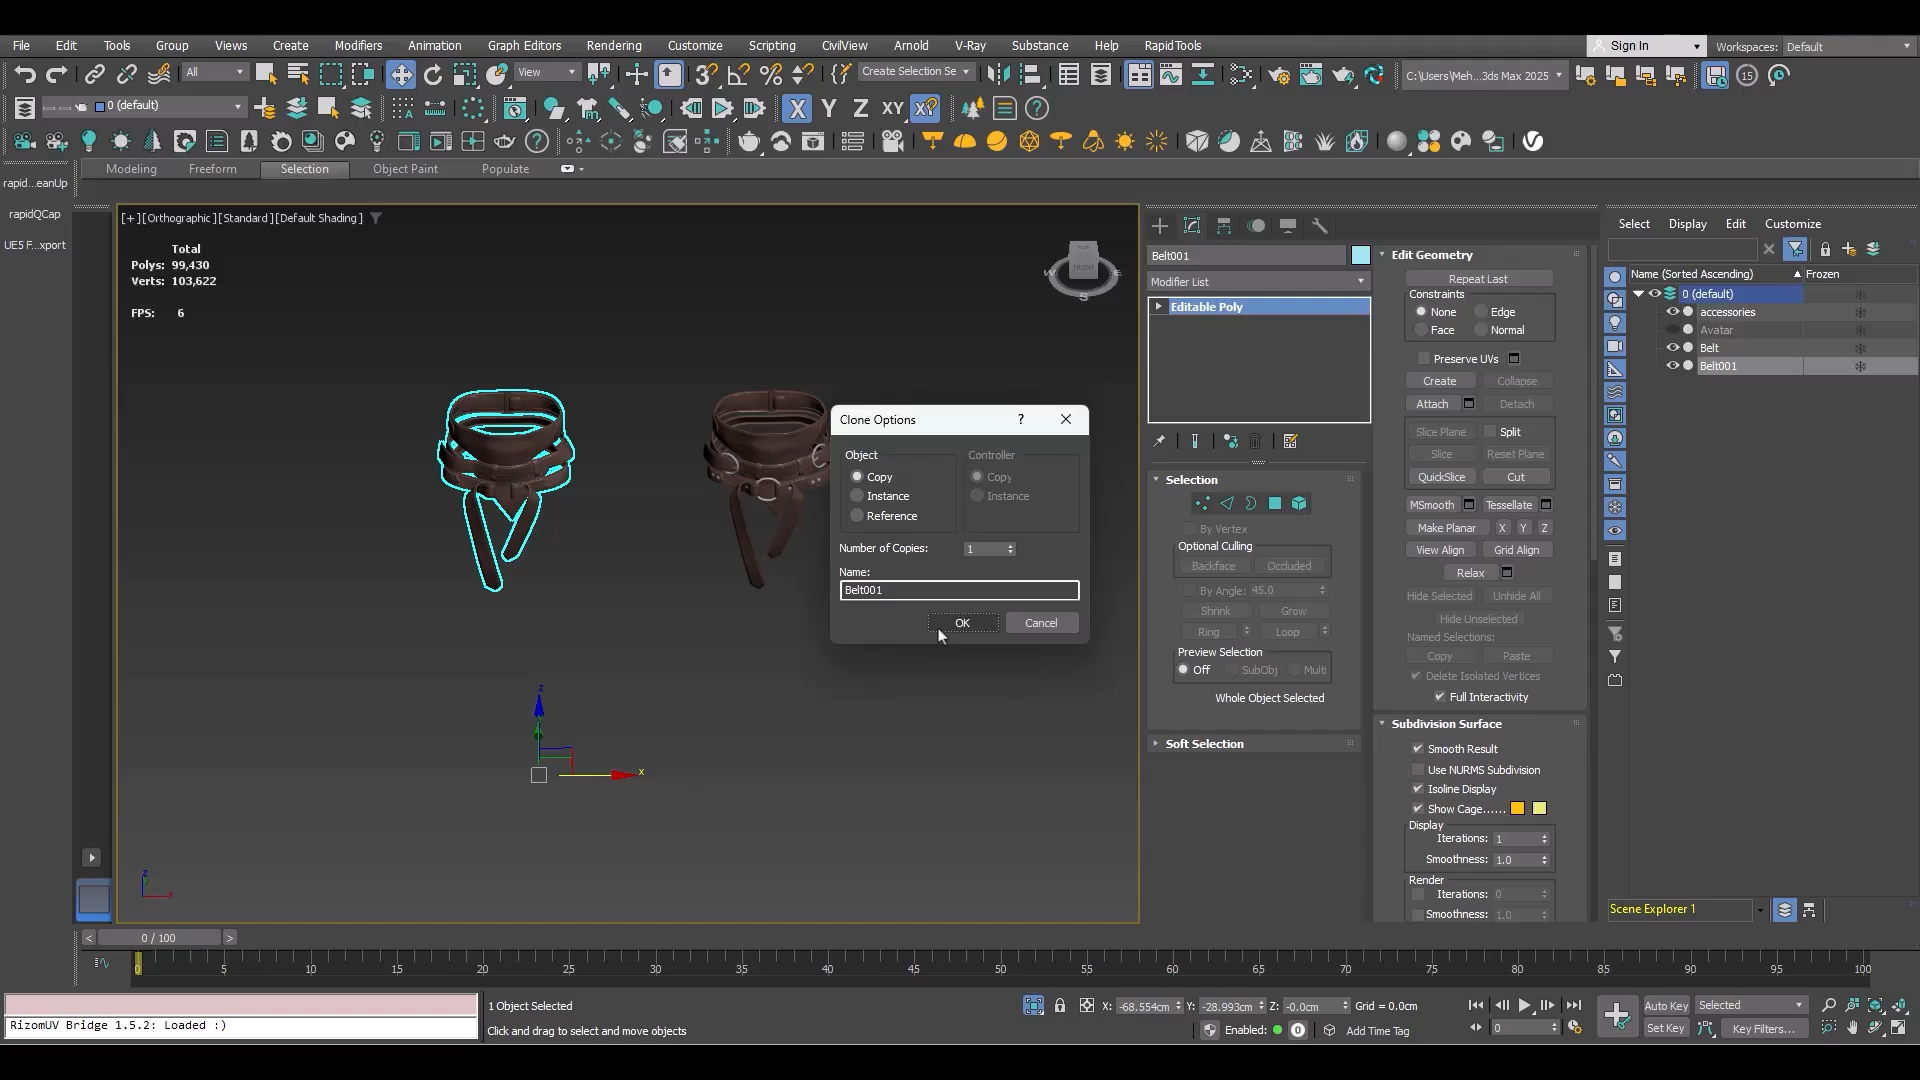 File Edit Tools Group Views Create Modifiers Animation Graph Editors Rendering Customize Scripting CivilView Arnold V-Ray Substance Help RapidTools Sign In Workspaces: Default
All View Create Selection Se C:\Users\Meh...3ds Max 2025 15
0 (default) X Y Z XY
Modeling Freeform Selection Object Paint Populate
rapid...eanUp
rapidQCap
UE5 F...xport
[+][Orthographic][Standard][Default Shading]
Total
Polys: 99,430
Verts: 103,622
FPS: 6
FRONT
W E
S
Clone Options ?
Object Controller
Copy Copy
Instance Instance
Reference
Number of Copies: 1
Name:
Belt001
OK Cancel
z
x
z
x
Belt001
Modifier List
Editable Poly
Selection
By Vertex
Optional Culling
Backface Occluded
By Angle: 45.0
Shrink Grow
Ring Loop
Preview Selection
Off SubObj Multi
Whole Object Selected
Soft Selection
Edit Geometry
Repeat Last
Constraints
None Edge
Face Normal
Preserve UVs
Create Collapse
Attach Detach
Slice Plane Split
Slice Reset Plane
QuickSlice Cut
MSmooth Tessellate
Make Planar X Y Z
View Align Grid Align
Relax
Hide Selected Unhide All
Hide Unselected
Named Selections:
Copy Paste
Delete Isolated Vertices
Full Interactivity
Subdivision Surface
Smooth Result
Use NURMS Subdivision
Isoline Display
Show Cage......
Display
Iterations: 1
Smoothness: 1.0
Render
Iterations: 0
Smoothness: 1.0
Select Display Edit Customize
Name (Sorted Ascending) Frozen
0 (default)
accessories
Avatar
Belt
Belt001
Scene Explorer 1
< 0 / 100 >
0 5 10 15 20 25 30 35 40 45 50 55 60 65 70 75 80 85 90 95 100
RizomUV Bridge 1.5.2: Loaded :)
1 Object Selected
Click and drag to select and move objects
X: -68.554cm Y: -28.993cm Z: -0.0cm Grid = 0.0cm
Enabled: 0 Add Time Tag
0
Auto Key Selected
Set Key Key Filters...